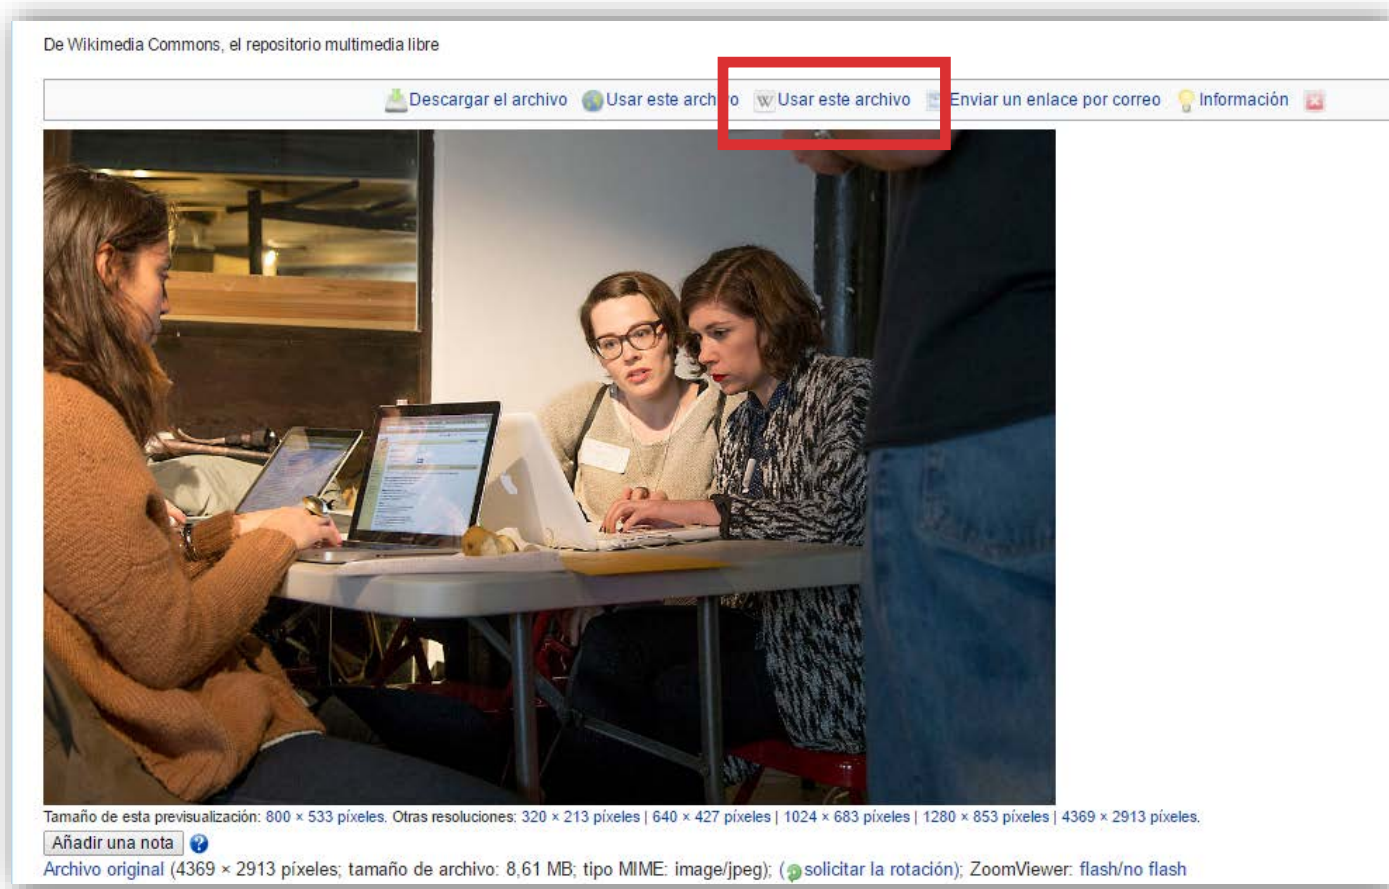 De Wikimedia Commons, el repositorio multimedia libre
Descargar el archivo Usar este archivo W Usar este archivo Enviar un enlace por correo Información
Tamaño de esta previsualización: 800 × 533 píxeles. Otras resoluciones: 320 × 213 píxeles | 640 × 427 píxeles | 1024 × 683 píxeles | 1280 × 853 píxeles | 4369 × 2913 píxeles.
Añadir una nota ?
Archivo original (4369 × 2913 píxeles; tamaño de archivo: 8,61 MB; tipo MIME: image/jpeg); (solicitar la rotación); ZoomViewer: flash/no flash